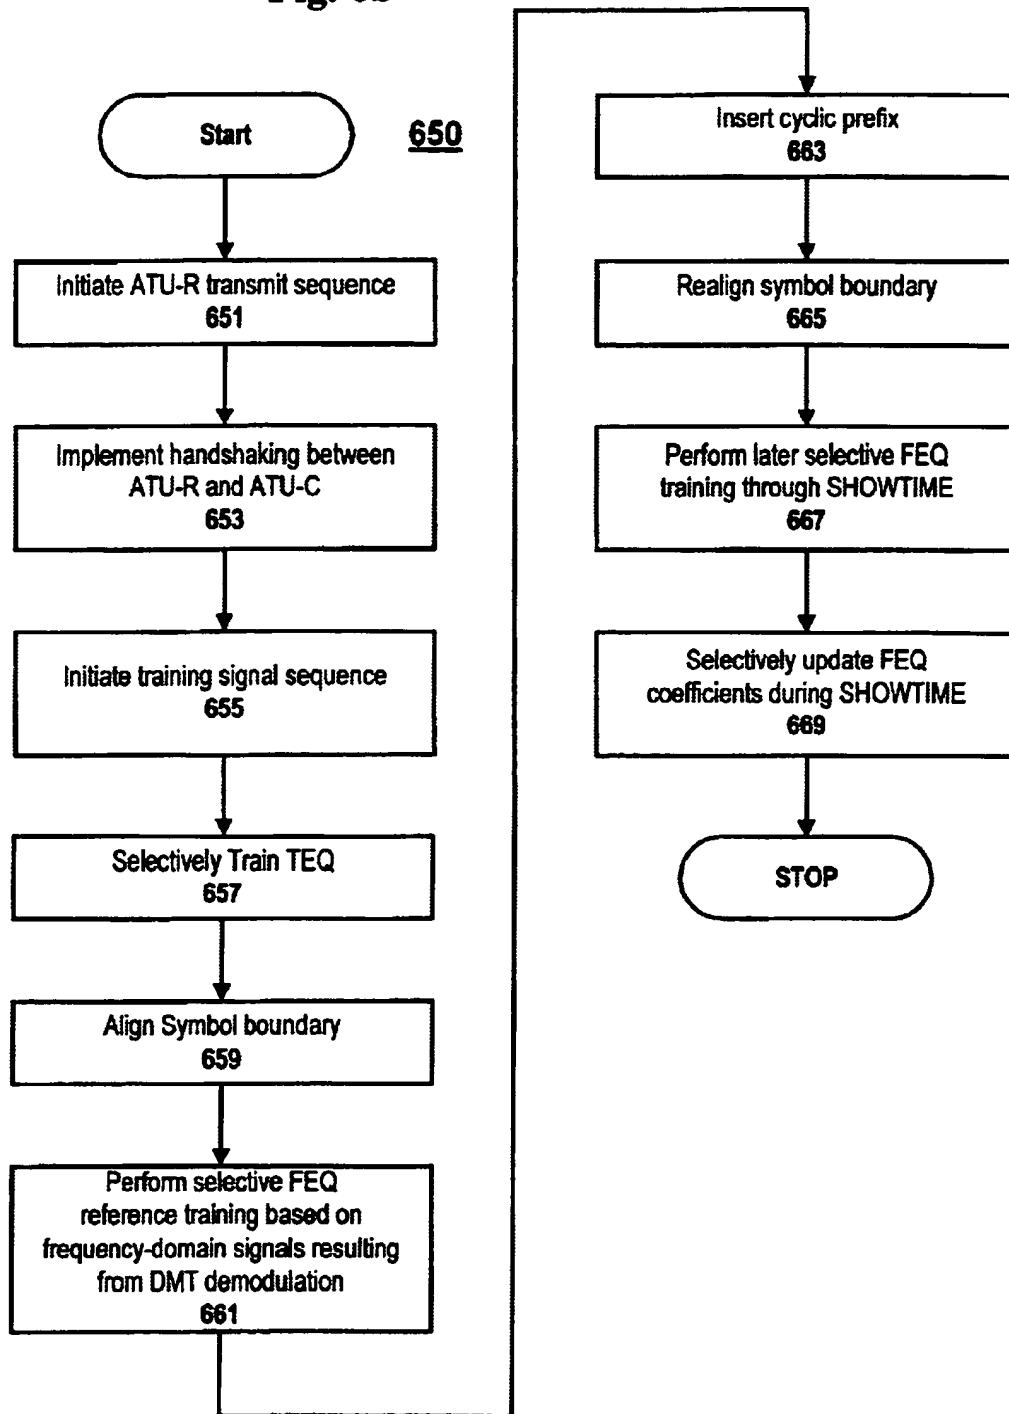 Start
650
Initiate ATU-R transmit sequence
651
Implement handshaking between
ATU-R and ATU-C
653
Initiate training signal sequence
655
Selectively Train TEQ
657
Align Symbol boundary
659
Perform selective FEQ
reference training based on
frequency-domain signals resulting
from DMT demodulation
661
Insert cyclic prefix
663
Realign symbol boundary
665
Perform later selective FEQ
training through SHOWTIME
667
Selectively update FEQ
coefficients during SHOWTIME
669
STOP